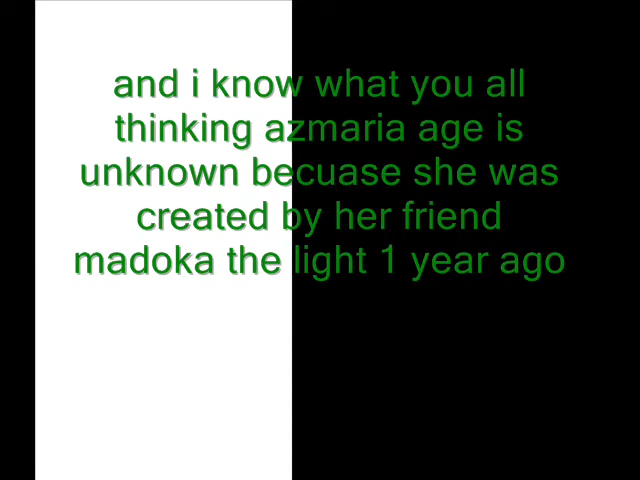 and i know what you all
thinking azmaria age is
unknown becuase she was
created by her friend
madoka the light 1 year ago